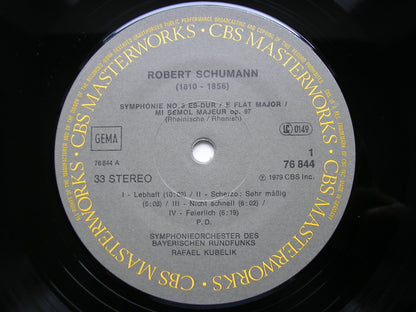 CBS MASTERWORKS · CBS MASTERWORKS · CBS MASTERWORKS · CBS MASTERWORKS ·
ROBERT SCHUMANN
(1810 - 1856)
SYMPHONIE NO. 3 ES-DUR / E FLAT MAJOR /
MI BEMOL MAJEUR op. 97
(Rheinische / Rhenish)
GEMA
LC 0149
76844 A
1
76 844
33 STEREO
℗ 1979 CBS Inc.
I - Lebhaft / II - Scherzo: Sehr mäßig
(6:08) / III - Nicht schnell (6:02) /
IV - Feierlich (6:19)
P.D.
SYMPHONIEORCHESTER DES
BAYERISCHEN RUNDFUNKS
RAFAEL KUBELIK